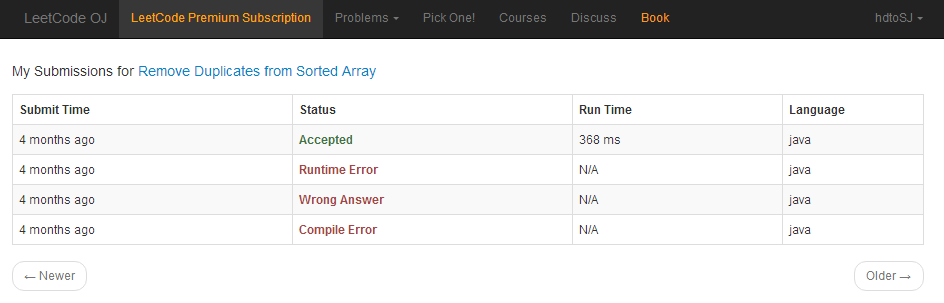 LeetCode OJ LeetCode Premium Subscription Problems Pick One! Courses Discuss Book hdtoSJ
My Submissions for Remove Duplicates from Sorted Array
Submit Time Status Run Time Language
4 months ago Accepted 368 ms java
4 months ago Runtime Error N/A java
4 months ago Wrong Answer N/A java
4 months ago Compile Error N/A java
← Newer Older →